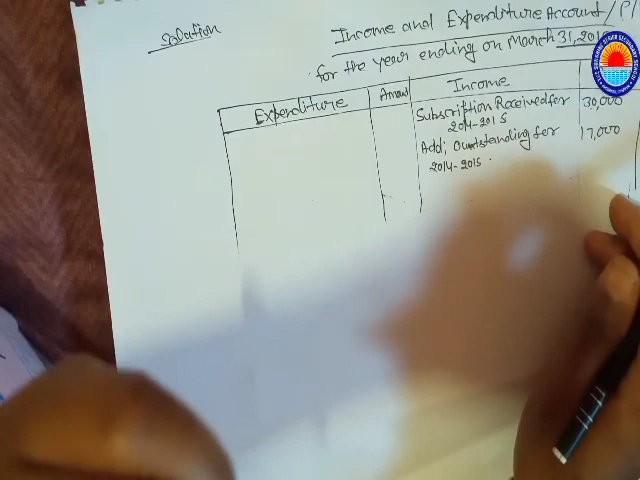 Solution
Income and Expenditure Account/
for the year ending on March 31,201
Expenditure
Income
Subscription Received for 30,000
2014-2015
Add; Outstanding for 17,000
2014-2015.